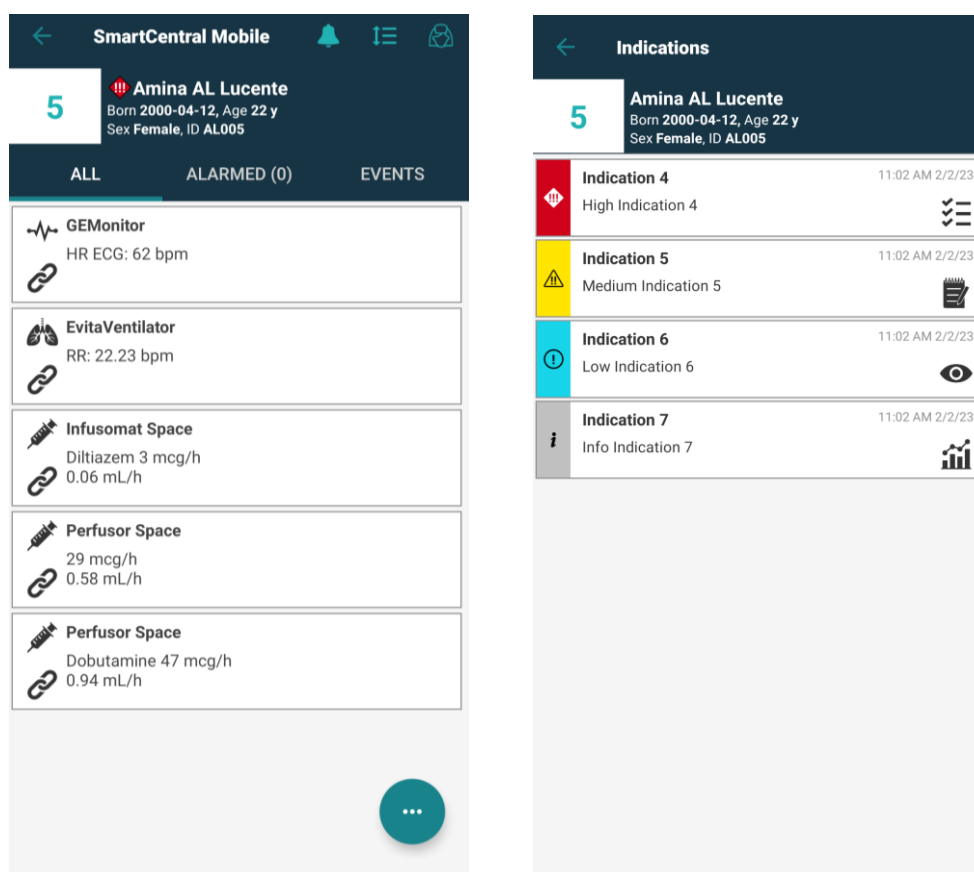 SmartCentral Mobile
5
Amina AL Lucente
Born 2000-04-12, Age 22 y
Sex Female, ID AL005
ALL
ALARMED (0)
EVENTS
GEMonitor
HR ECG: 62 bpm
EvitaVentilator
RR: 22.23 bpm
Infusomat Space
Diltiazem 3 mcg/h
0.06 mL/h
Perfusor Space
29 mcg/h
0.58 mL/h
Perfusor Space
Dobutamine 47 mcg/h
0.94 mL/h
Indications
5
Amina AL Lucente
Born 2000-04-12, Age 22 y
Sex Female, ID AL005
Indication 4
11:02 AM 2/2/23
High Indication 4
Indication 5
11:02 AM 2/2/23
Medium Indication 5
Indication 6
11:02 AM 2/2/23
Low Indication 6
Indication 7
11:02 AM 2/2/23
Info Indication 7